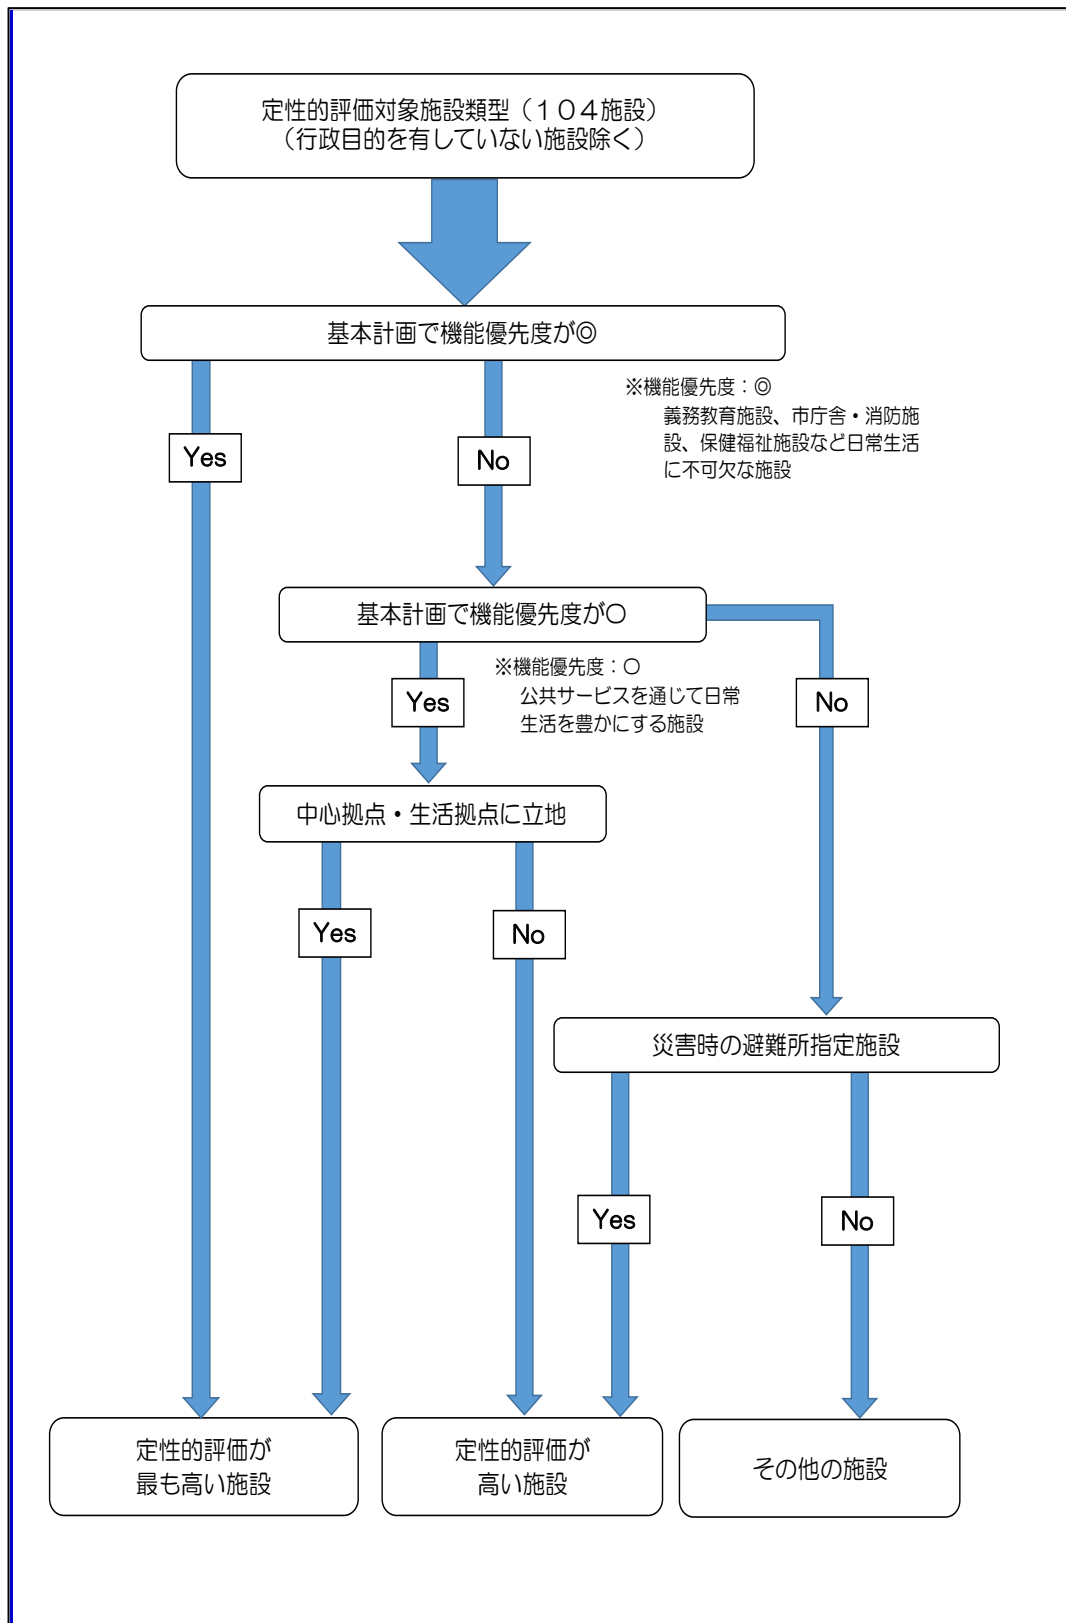 定性的評価対象施設類型（１０４施設）
（行政目的を有していない施設除く）
基本計画で機能優先度が◎
※機能優先度：◎
義務教育施設、市庁舎・消防施
設、保健福祉施設など日常生活
に不可欠な施設
Yes
No
基本計画で機能優先度が○
※機能優先度：○
公共サービスを通じて日常
生活を豊かにする施設
Yes
No
中心拠点・生活拠点に立地
Yes
No
災害時の避難所指定施設
Yes
No
定性的評価が
最も高い施設
定性的評価が
高い施設
その他の施設